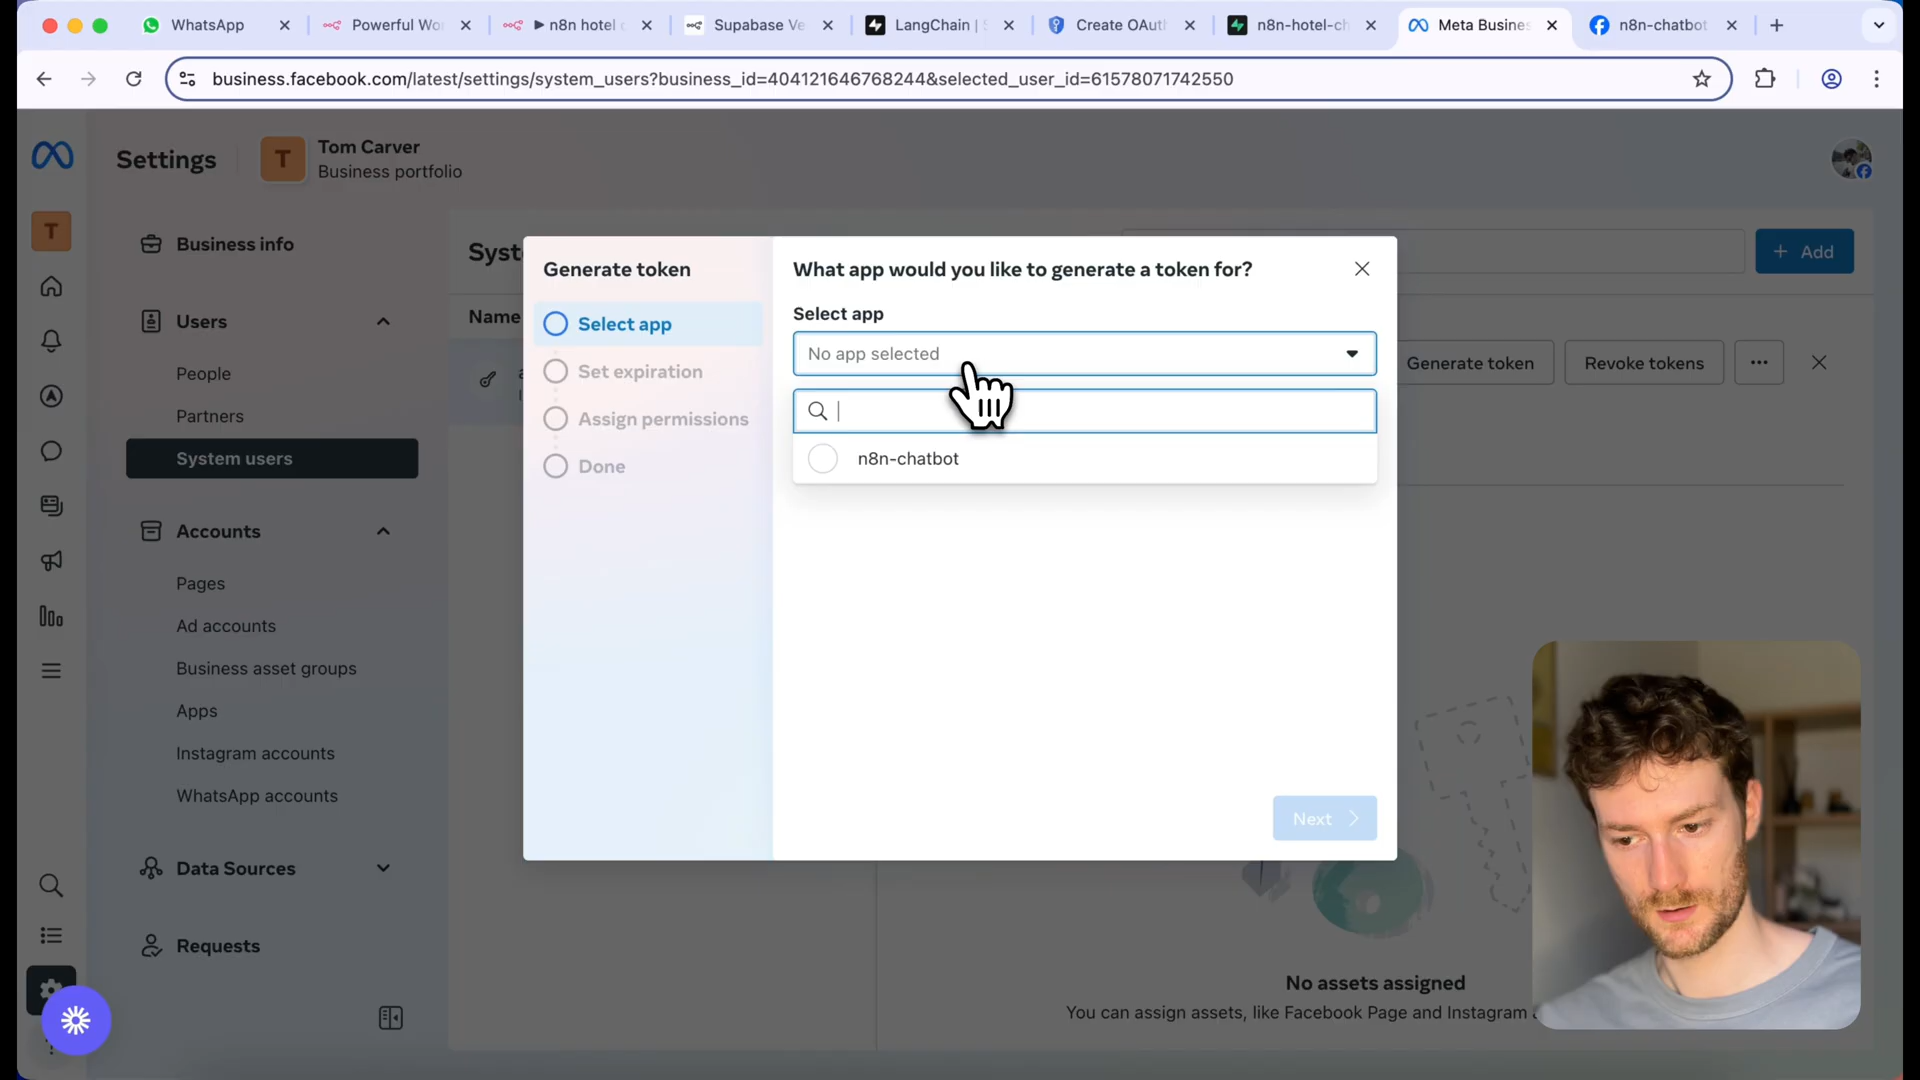 WhatsApp
Powerful Wo
▶ n8n hotel
Supabase Ve
LangChain | S
Create OAuth
n8n-hotel-ch
Meta Busines
n8n-chatbot
business.facebook.com/latest/settings/system_users?business_id=404121646768244&selected_user_id=61578071742550
Settings
T
Tom Carver
Business portfolio
T
Business info
Users
People
Partners
System users
Accounts
Pages
Ad accounts
Business asset groups
Apps
Instagram accounts
WhatsApp accounts
Data Sources
Requests
Syst
+ Add
Name
Generate token
Revoke tokens
Generate token
Select app
Set expiration
Assign permissions
Done
What app would you like to generate a token for?
Select app
No app selected
n8n-chatbot
Next
No assets assigned
You can assign assets, like Facebook Page and Instagram